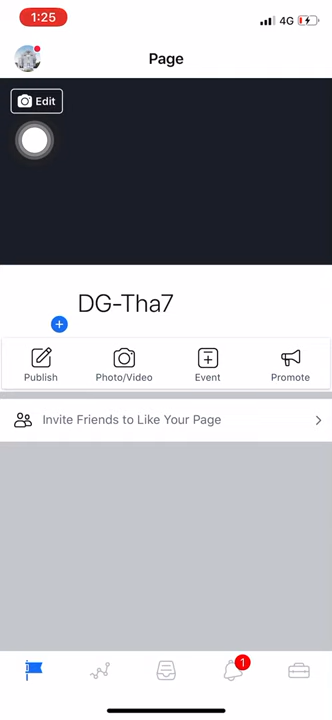 1:25
4G
Page
Edit
DG-Tha7
Publish
Photo/Video
Event
Promote
Invite Friends to Like Your Page
1